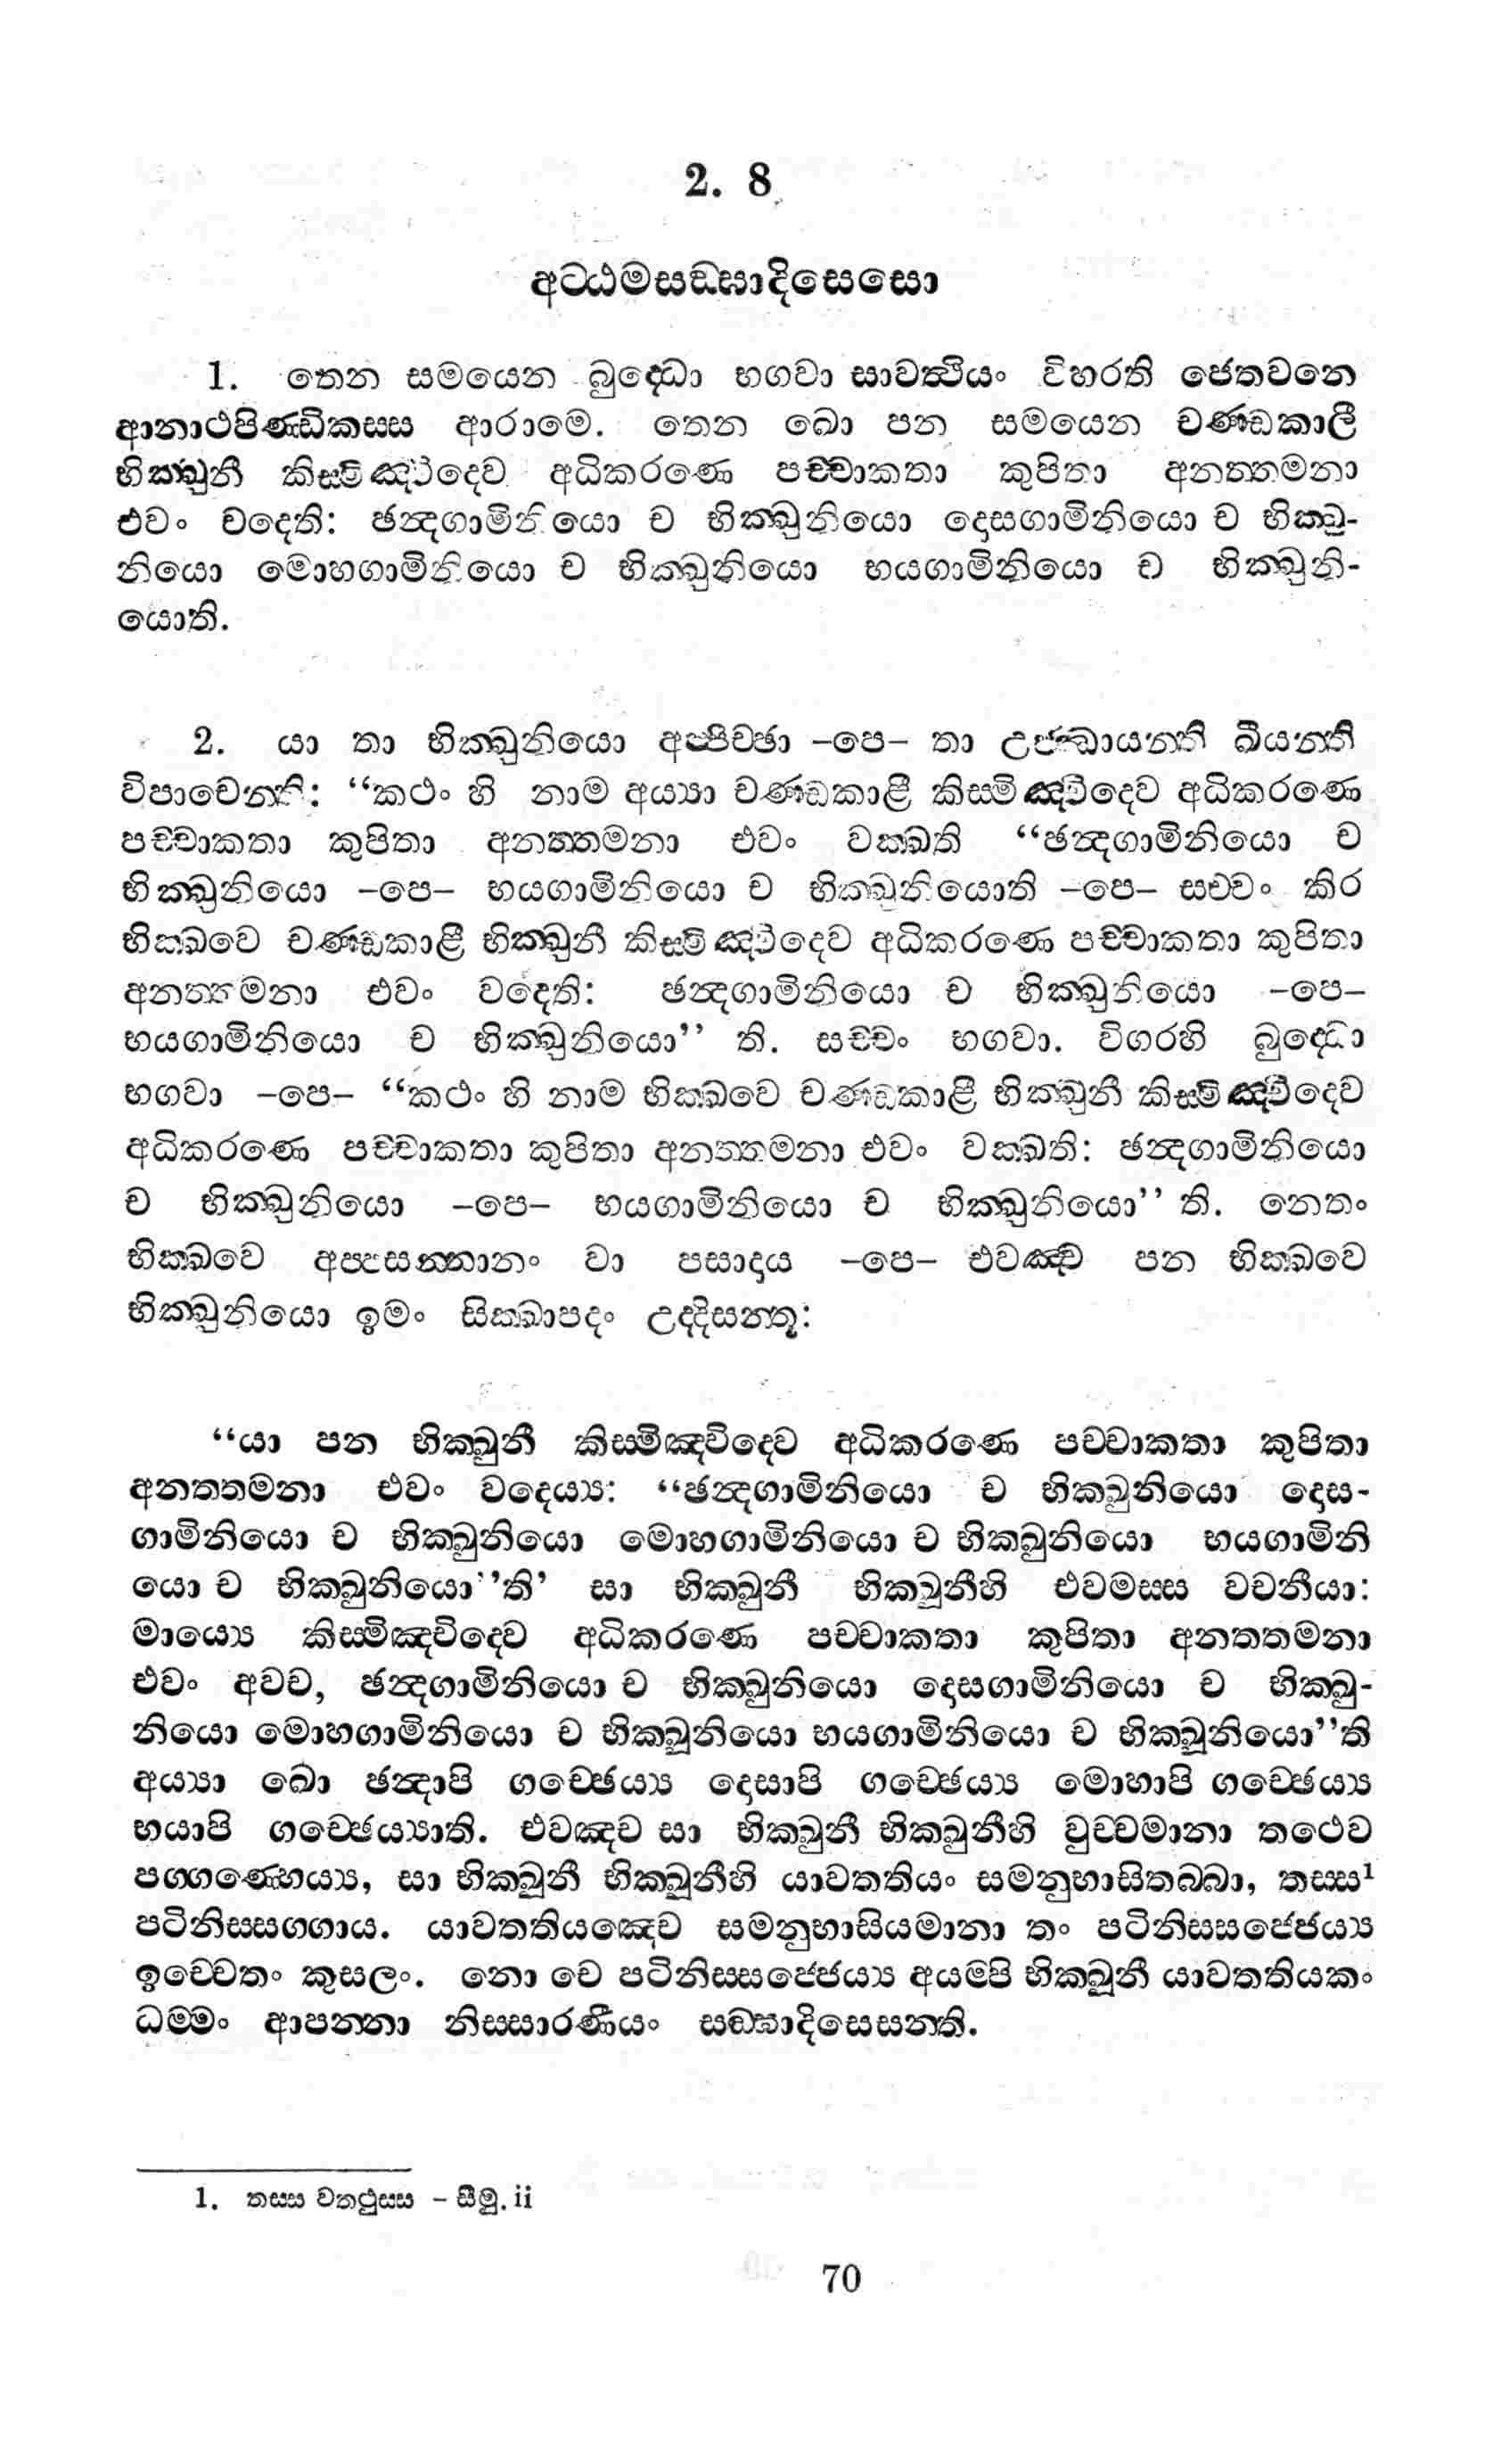 2. 8
අට්ඨමසඞ්ඝාදිසෙසො
1. තෙන සමයෙන බුද්ධො භගවා සාවත්ථියං විහරති ජෙතවනෙ
ආනාථපිණ්ඩිකස්ස ආරාමෙ. තෙන ඛො පන සමයෙන චණ්ඩකාලී
භික්ඛුනී කිස්මිඤ්චිදෙව අධිකරණෙ පච්චාකතා කුපිතා අනත්තමනා
එවං වදෙති: ඡන්දගාමිනියො ච භික්ඛුනියො දොසගාමිනියො ච භික්ඛු-
නියො මොහගාමිනියො ච භික්ඛුනියො භයගාමිනියො ච භික්ඛුනි-
යොති.
2. යා තා භික්ඛුනියො අප්පිච්ඡා –පෙ– තා උජ්ඣායන්ති ඛීයන්ති
විපාචෙන්ති: “කථං හි නාම අය්‍යා චණ්ඩකාළී කිස්මිඤ්චිදෙව අධිකරණෙ
පච්චාකතා කුපිතා අනත්තමනා එවං වක්ඛති “ඡන්දගාමිනියො ච
භික්ඛුනියො –පෙ– භයගාමිනියො ච භික්ඛුනියොති –පෙ– සච්චං කිර
භික්ඛවෙ චණ්ඩකාළී භික්ඛුනී කිස්මිඤ්චිදෙව අධිකරණෙ පච්චාකතා කුපිතා
අනත්තමනා එවං වදෙති: ඡන්දගාමිනියො ච භික්ඛුනියො –පෙ–
භයගාමිනියො ච භික්ඛුනියො” ති. සච්චං භගවා. විගරහි බුද්ධො
භගවා –පෙ– “කථං හි නාම භික්ඛවෙ චණ්ඩකාළී භික්ඛුනී කිස්මිඤ්චිදෙව
අධිකරණෙ පච්චාකතා කුපිතා අනත්තමනා එවං වක්ඛති: ඡන්දගාමිනියො
ච භික්ඛුනියො –පෙ– භයගාමිනියො ච භික්ඛුනියො” ති. නෙතං
භික්ඛවෙ අප්පසන්නානං වා පසාදාය –පෙ– එවඤ්ච පන භික්ඛවෙ
භික්ඛුනියො ඉමං සික්ඛාපදං උද්දිසන්තූ:
“යා පන භික්ඛුනී කිස්මිඤ්චිදෙව අධිකරණෙ පච්චාකතා කුපිතා
අනත්තමනා එවං වදෙය්‍ය: “ඡන්දගාමිනියො ච භික්ඛුනියො දොස-
ගාමිනියො ච භික්ඛුනියො මොහගාමිනියො ච භික්ඛුනියො භයගාමිනි
යො ච භික්ඛුනියො”ති’ සා භික්ඛුනී භික්ඛූනීහි එවමස්ස වචනීයා:
මාය්‍යෙ කිස්මිඤ්චිදෙව අධිකරණෙ පච්චාකතා කුපිතා අනත්තමනා
එවං අවච, ඡන්දගාමිනියො ච භික්ඛුනියො දොසගාමිනියො ච භික්ඛු-
නියො මොහගාමිනියො ච භික්ඛූනියො භයගාමිනියො ච භික්ඛූනියො”ති
අය්‍යා ඛො ඡන්දාපි ගච්ඡෙය්‍ය දොසාපි ගච්ඡෙය්‍ය මොහාපි ගච්ඡෙය්‍ය
භයාපි ගච්ඡෙය්‍යාති. එවඤ්ච සා භික්ඛුනී භික්ඛුනීහි වුච්චමානා තථෙව
පග්ගණ්හෙය්‍ය, සා භික්ඛූනී භික්ඛූනීහි යාවතතියං සමනුභාසිතබ්බා, තස්ස¹
පටිනිස්සග්ගාය. යාවතතියඤ්චෙ සමනුභාසියමානා තං පටිනිස්සජෙය්‍ය
ඉච්චෙතං කුසලං. නො චෙ පටිනිස්සජ්ජෙය්‍ය අයම්පි භික්ඛූනී යාවතතියකං
ධම්මං ආපන්නා නිස්සාරණීයං සඞ්ඝාදිසෙසන්ති.
1. තස්ස වත්ථුස්ස – සීමු. ii
70